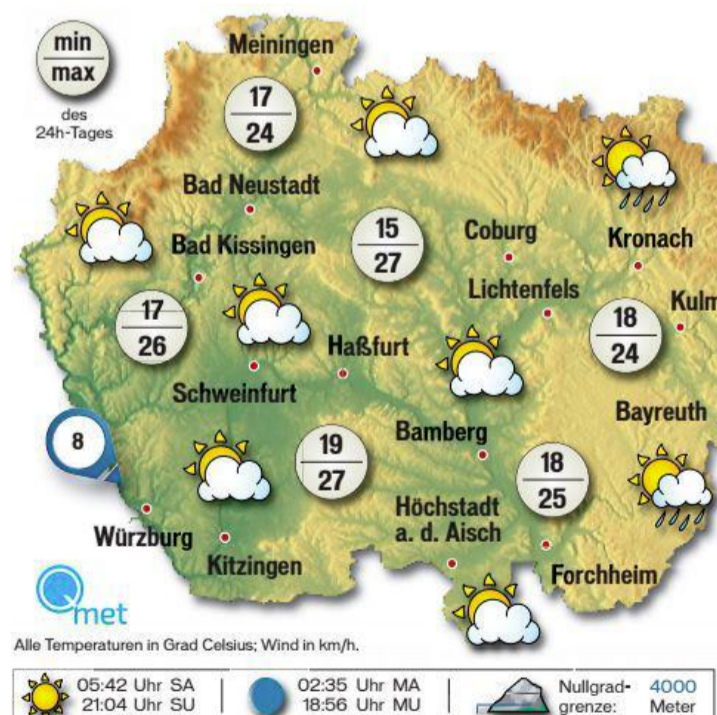 min
max
des
24h-Tages
Meiningen
17
24
Bad Neustadt
15
27
Coburg
Kronach
Bad Kissingen
Lichtenfels
Kulm
17
26
18
24
Haßfurt
Schweinfurt
Bayreuth
8
Bamberg
19
27
18
25
Höchstadt
a. d. Aisch
Würzburg
Kitzingen
Forchheim
Qmet
Alle Temperaturen in Grad Celsius; Wind in km/h.
05:42 Uhr SA
21:04 Uhr SU
02:35 Uhr MA
18:56 Uhr MU
Nullgrad-
grenze:
4000
Meter